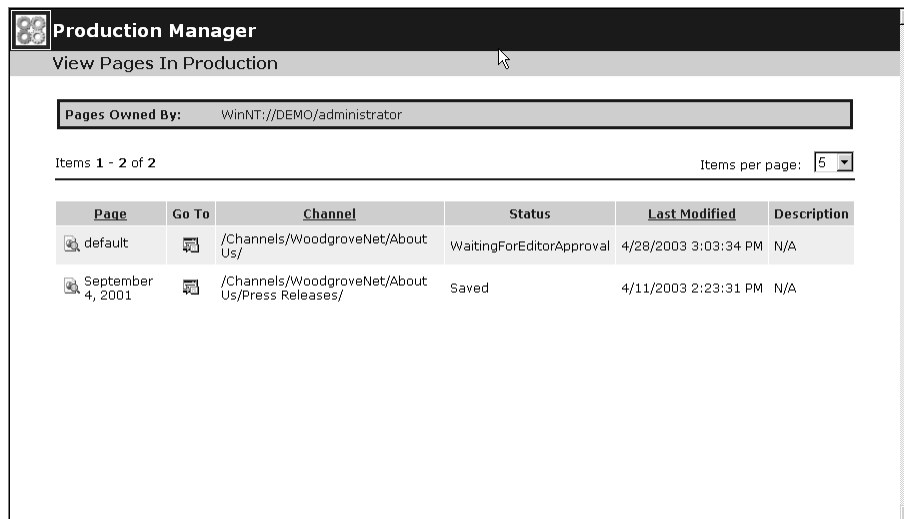 Production Manager
View Pages In Production
Pages Owned By: WinNT://DEMO/administrator
Items 1 - 2 of 2
Items per page: 5
Page Go To Channel Status Last Modified Description
default /Channels/WoodgroveNet/About Us/ WaitingForEditorApproval 4/28/2003 3:03:34 PM N/A
September 4, 2001 /Channels/WoodgroveNet/About Us/Press Releases/ Saved 4/11/2003 2:23:31 PM N/A